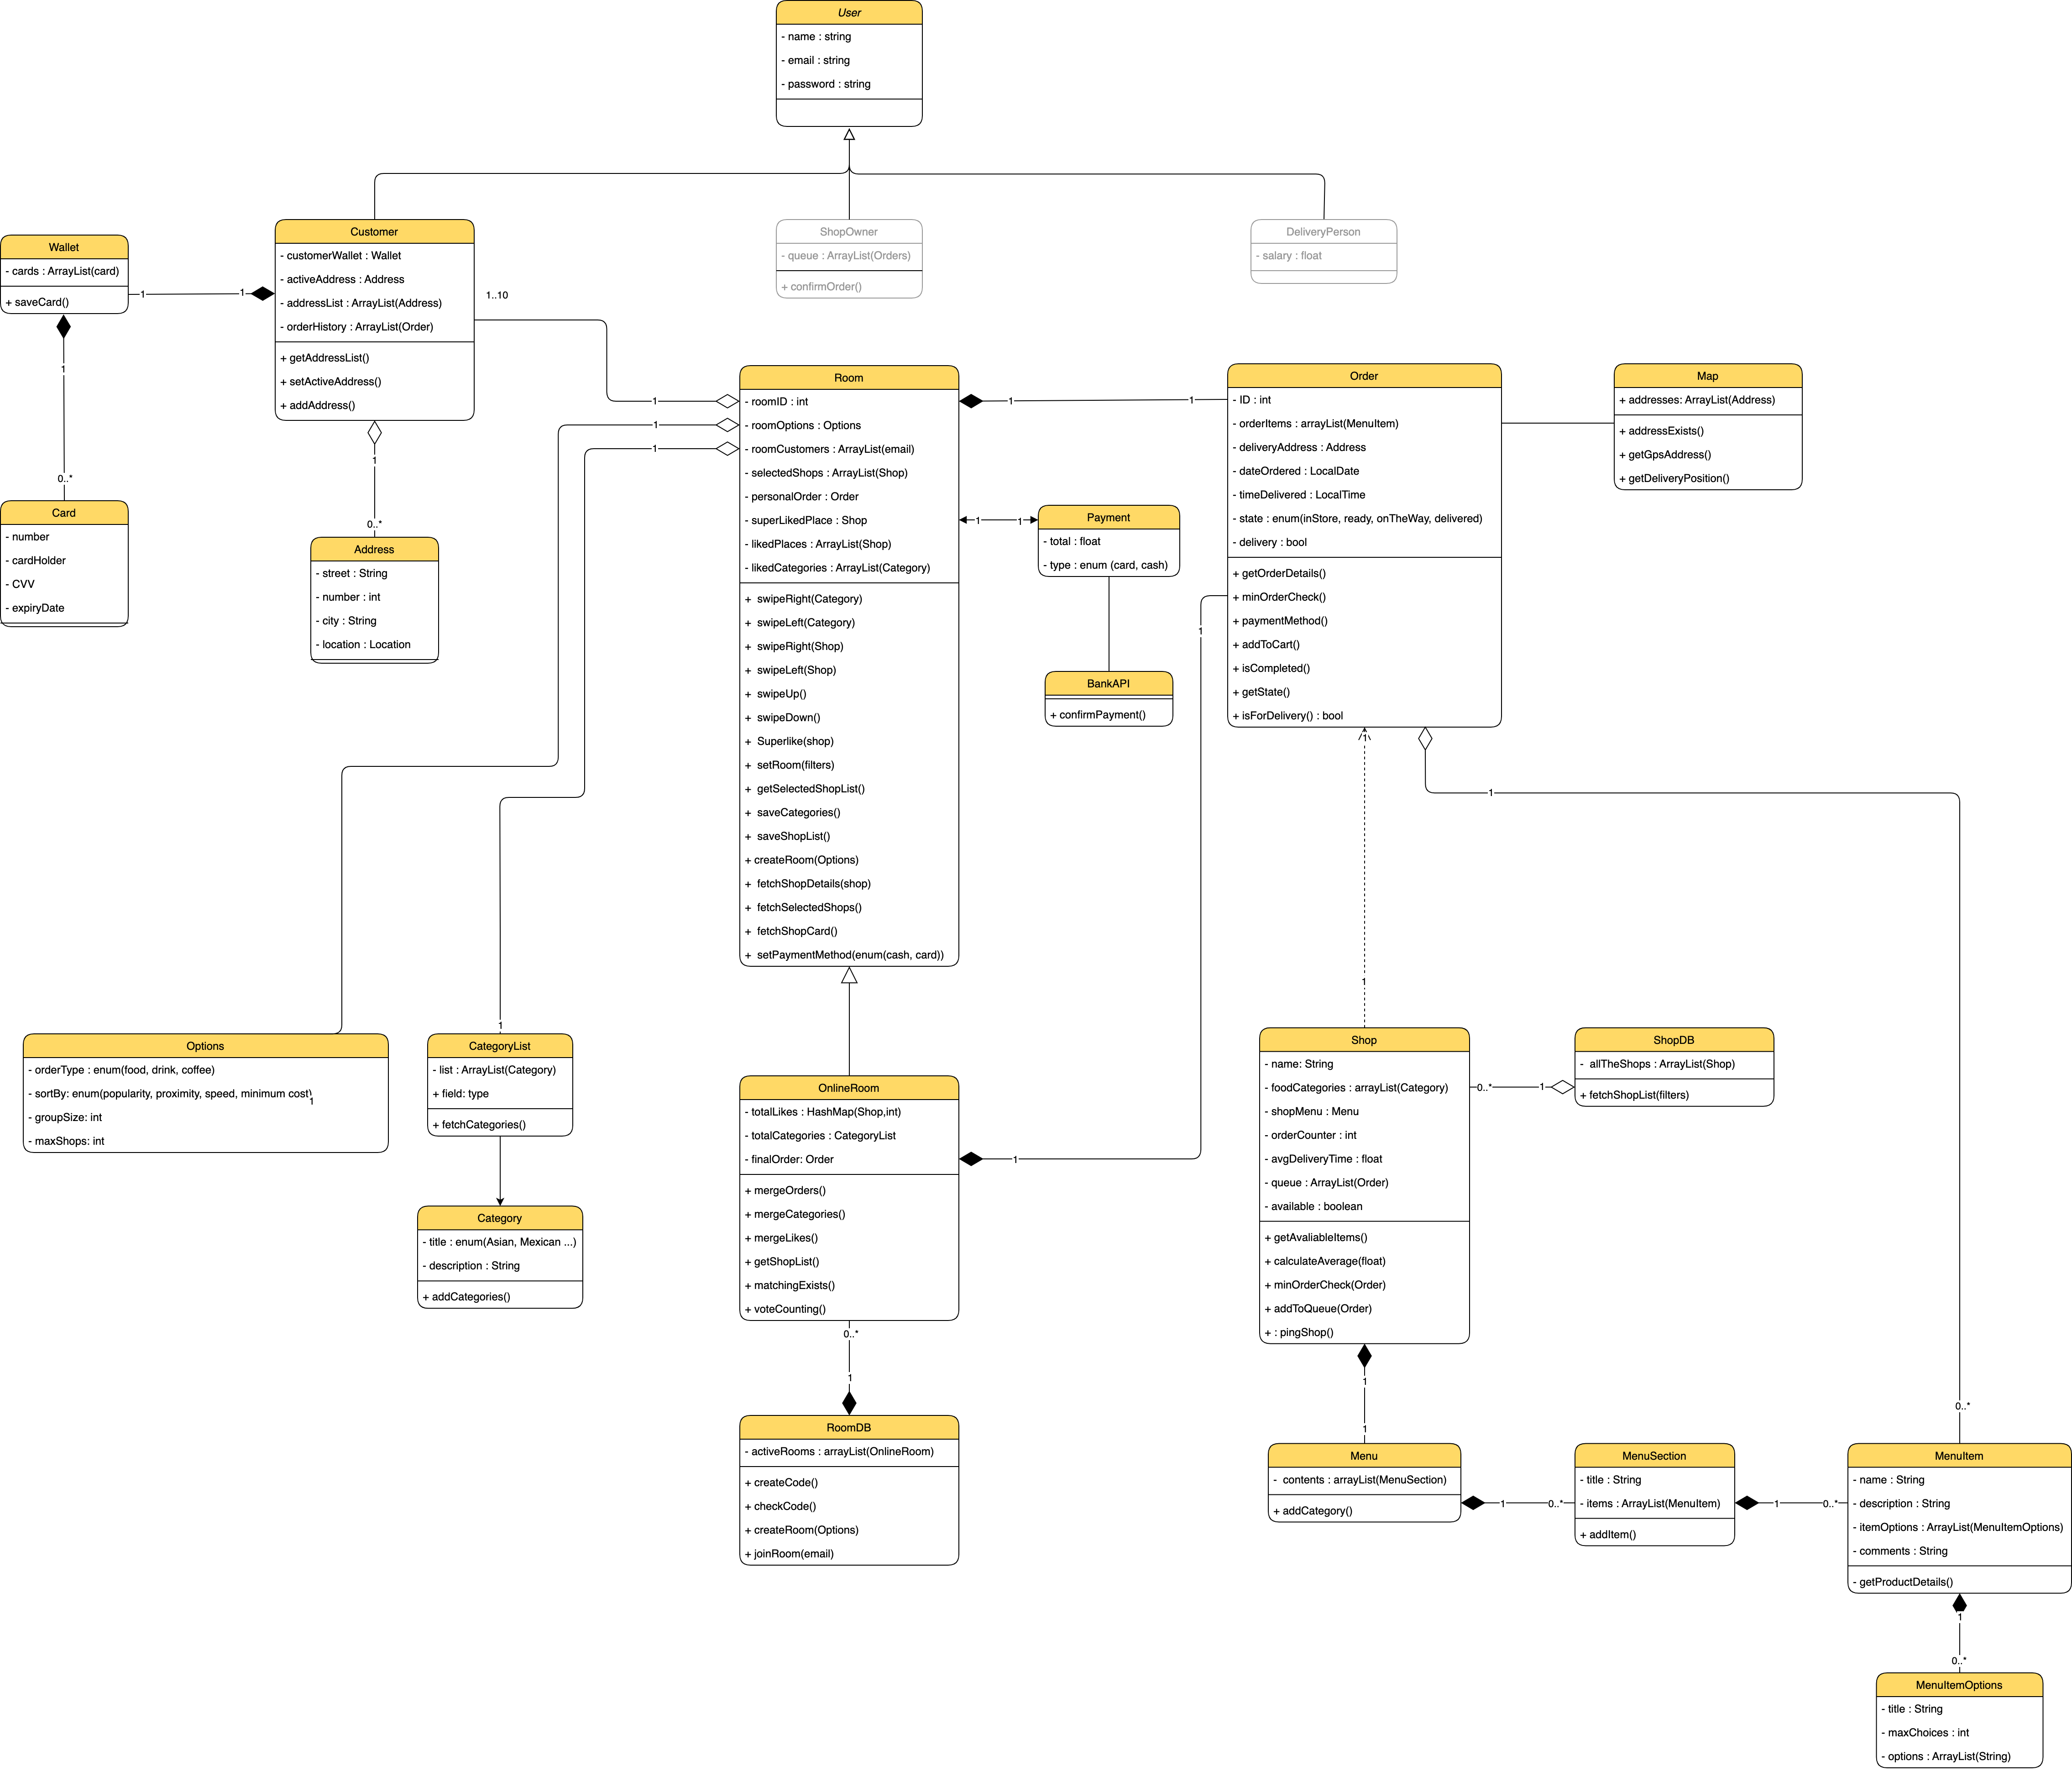 User
- name : string
- email : string
- password : string
Wallet
- cards : ArrayList(card)
+ saveCard()
1
1
Customer
- customerWallet : Wallet
- activeAddress : Address
- addressList : ArrayList(Address)
- orderHistory : ArrayList(Order)
+ getAddressList()
+ setActiveAddress()
+ addAddress()
1..10
ShopOwner
- queue : ArrayList(Orders)
+ confirmOrder()
DeliveryPerson
- salary : float
1
0..*
Card
- number
- cardHolder
- CVV
- expiryDate
1
0..*
Address
- street : String
- number : int
- city : String
- location : Location
1
1
1
Room
- roomID : int
- roomOptions : Options
- roomCustomers : ArrayList(email)
- selectedShops : ArrayList(Shop)
- personalOrder : Order
- superLikedPlace : Shop
- likedPlaces : ArrayList(Shop)
- likedCategories : ArrayList(Category)
+ swipeRight(Category)
+ swipeLeft(Category)
+ swipeRight(Shop)
+ swipeLeft(Shop)
+ swipeUp()
+ swipeDown()
+ Superlike(shop)
+ setRoom(filters)
+ getSelectedShopList()
+ saveCategories()
+ saveShopList()
+ createRoom(Options)
+ fetchShopDetails(shop)
+ fetchSelectedShops()
+ fetchShopCard()
+ setPaymentMethod(enum(cash, card))
1
1
1
1
Payment
- total : float
- type : enum (card, cash)
BankAPI
+ confirmPayment()
Order
- ID : int
- orderItems : arrayList(MenuItem)
- deliveryAddress : Address
- dateOrdered : LocalDate
- timeDelivered : LocalTime
- state : enum(inStore, ready, onTheWay, delivered)
- delivery : bool
+ getOrderDetails()
+ minOrderCheck()
+ paymentMethod()
+ addToCart()
+ isCompleted()
+ getState()
+ isForDelivery() : bool
Map
+ addresses: ArrayList(Address)
+ addressExists()
+ getGpsAddress()
+ getDeliveryPosition()
1
1
1
1
Options
- orderType : enum(food, drink, coffee)
- sortBy: enum(popularity, proximity, speed, minimum cost)
1
- groupSize: int
- maxShops: int
1
CategoryList
- list : ArrayList(Category)
+ field: type
+ fetchCategories()
Category
- title : enum(Asian, Mexican ...)
- description : String
+ addCategories()
OnlineRoom
- totalLikes : HashMap(Shop,int)
- totalCategories : CategoryList
- finalOrder: Order
+ mergeOrders()
+ mergeCategories()
+ mergeLikes()
+ getShopList()
+ matchingExists()
+ voteCounting()
1
0..*
1
RoomDB
- activeRooms : arrayList(OnlineRoom)
+ createCode()
+ checkCode()
+ createRoom(Options)
+ joinRoom(email)
Shop
- name: String
- foodCategories : arrayList(Category)
- shopMenu : Menu
- orderCounter : int
- avgDeliveryTime : float
- queue : ArrayList(Order)
- available : boolean
+ getAvaliableItems()
+ calculateAverage(float)
+ minOrderCheck(Order)
+ addToQueue(Order)
+ : pingShop()
0..*
1
ShopDB
- allTheShops : ArrayList(Shop)
+ fetchShopList(filters)
1
1
Menu
- contents : arrayList(MenuSection)
+ addCategory()
1
0..*
MenuSection
- title : String
- items : ArrayList(MenuItem)
+ addItem()
1
0..*
0..*
MenuItem
- name : String
- description : String
- itemOptions : ArrayList(MenuItemOptions)
- comments : String
- getProductDetails()
1
0..*
MenuItemOptions
- title : String
- maxChoices : int
- options : ArrayList(String)